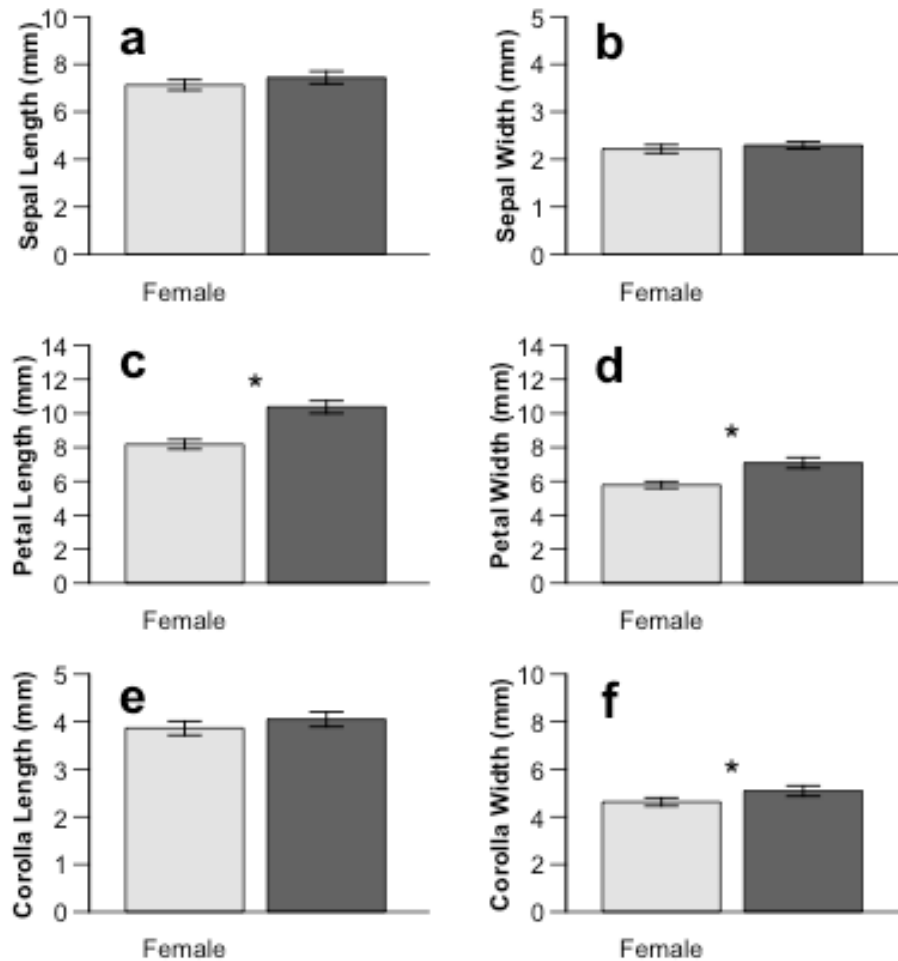 a
Sepal Length (mm)
10
8
6
4
2
0
Female
b
Sepal Width (mm)
5
4
3
2
1
0
Female
c
*
Petal Length (mm)
14
12
10
8
6
4
2
0
Female
d
*
Petal Width (mm)
14
12
10
8
6
4
2
0
Female
e
Corolla Length (mm)
5
4
3
2
1
0
Female
f
*
Corolla Width (mm)
10
8
6
4
2
0
Female